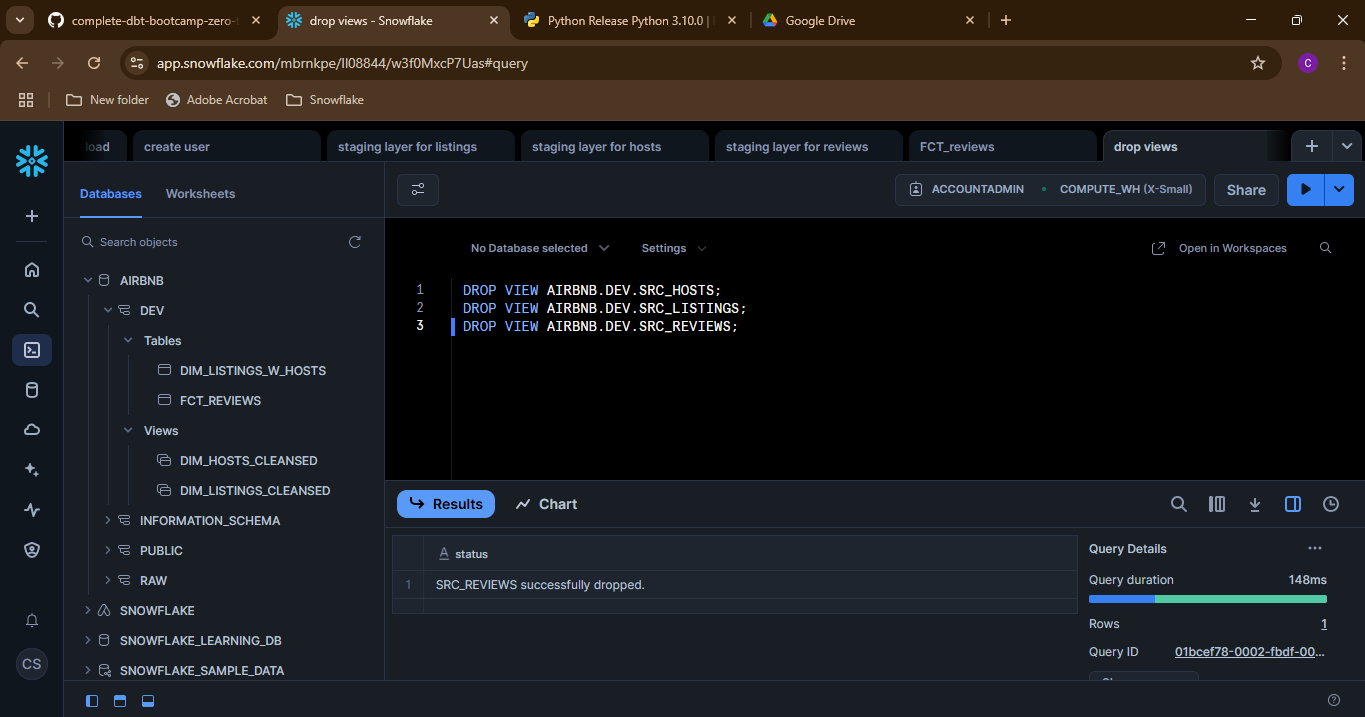 complete-dbt-bootcamp-zero-t
drop views - Snowflake
Python Release Python 3.10.0 |
Google Drive
app.snowflake.com/mbrnkpe/ll08844/w3f0MxcP7Uas#query
C
New folder
Adobe Acrobat
Snowflake
load
create user
staging layer for listings
staging layer for hosts
staging layer for reviews
FCT_reviews
drop views
Databases
Worksheets
ACCOUNTADMIN
COMPUTE_WH (X-Small)
Share
Search objects
No Database selected
Settings
Open in Workspaces
AIRBNB
DEV
Tables
DIM_LISTINGS_W_HOSTS
FCT_REVIEWS
Views
DIM_HOSTS_CLEANSED
DIM_LISTINGS_CLEANSED
INFORMATION_SCHEMA
PUBLIC
RAW
SNOWFLAKE
SNOWFLAKE_LEARNING_DB
SNOWFLAKE_SAMPLE_DATA
CS
1 DROP VIEW AIRBNB.DEV.SRC_HOSTS;
2 DROP VIEW AIRBNB.DEV.SRC_LISTINGS;
3 DROP VIEW AIRBNB.DEV.SRC_REVIEWS;
Results
Chart
A status
1 SRC_REVIEWS successfully dropped.
Query Details
Query duration 148ms
Rows 1
Query ID 01bcef78-0002-fbdf-00...